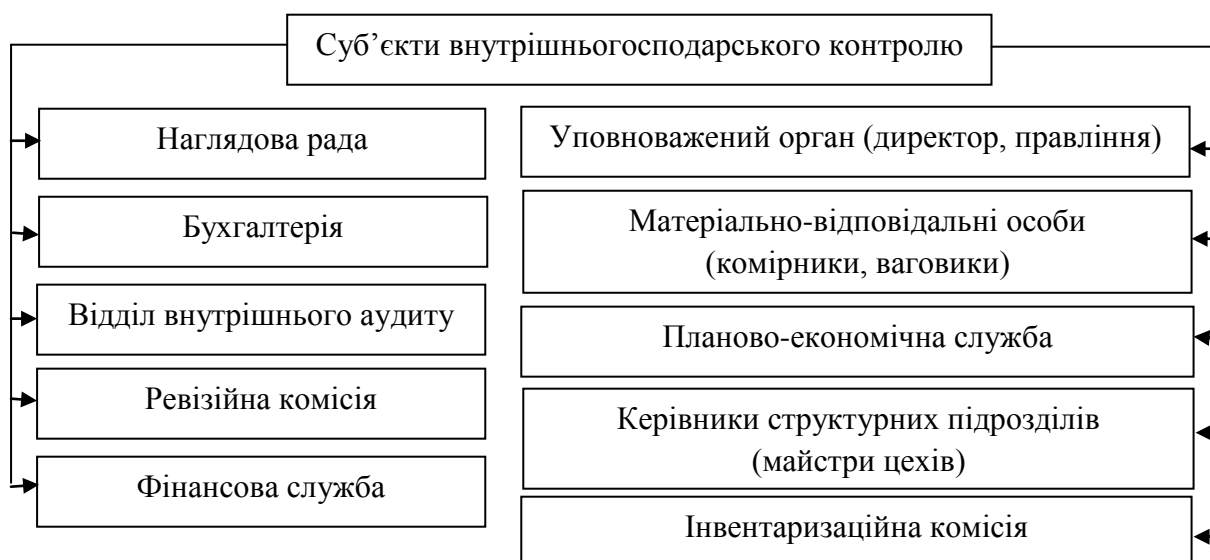 Суб’єкти внутрішньогосподарського контролю
Наглядова рада
Бухгалтерія
Відділ внутрішнього аудиту
Ревізійна комісія
Фінансова служба
Уповноважений орган (директор, правління)
Матеріально-відповідальні особи
(комірники, ваговики)
Планово-економічна служба
Керівники структурних підрозділів
(майстри цехів)
Інвентаризаційна комісія